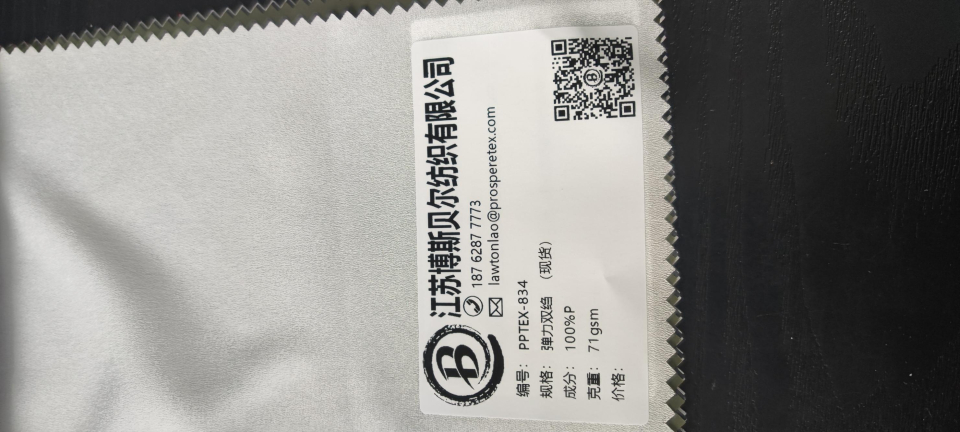 江苏博斯贝尔纺织有限公司
187 6287 7773
lawtonlao@prosperetex.com
B
编号： PPTEX-834
规格： 弹力双绉 （现货）
成分： 100%P
克重： 71gsm
价格：